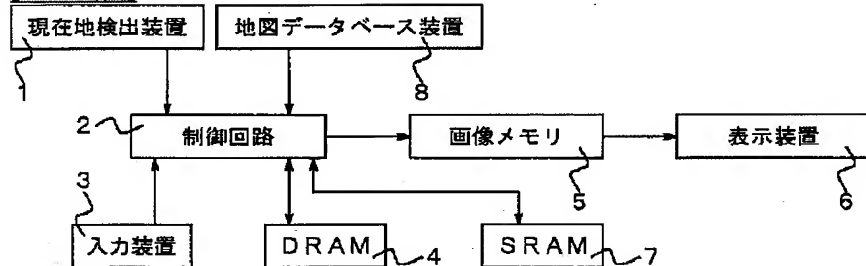 現在地検出装置 地図データベース装置
1 8
2 制御回路 画像メモリ 表示装置
3 5 6
入力装置 DRAM 4 SRAM 7